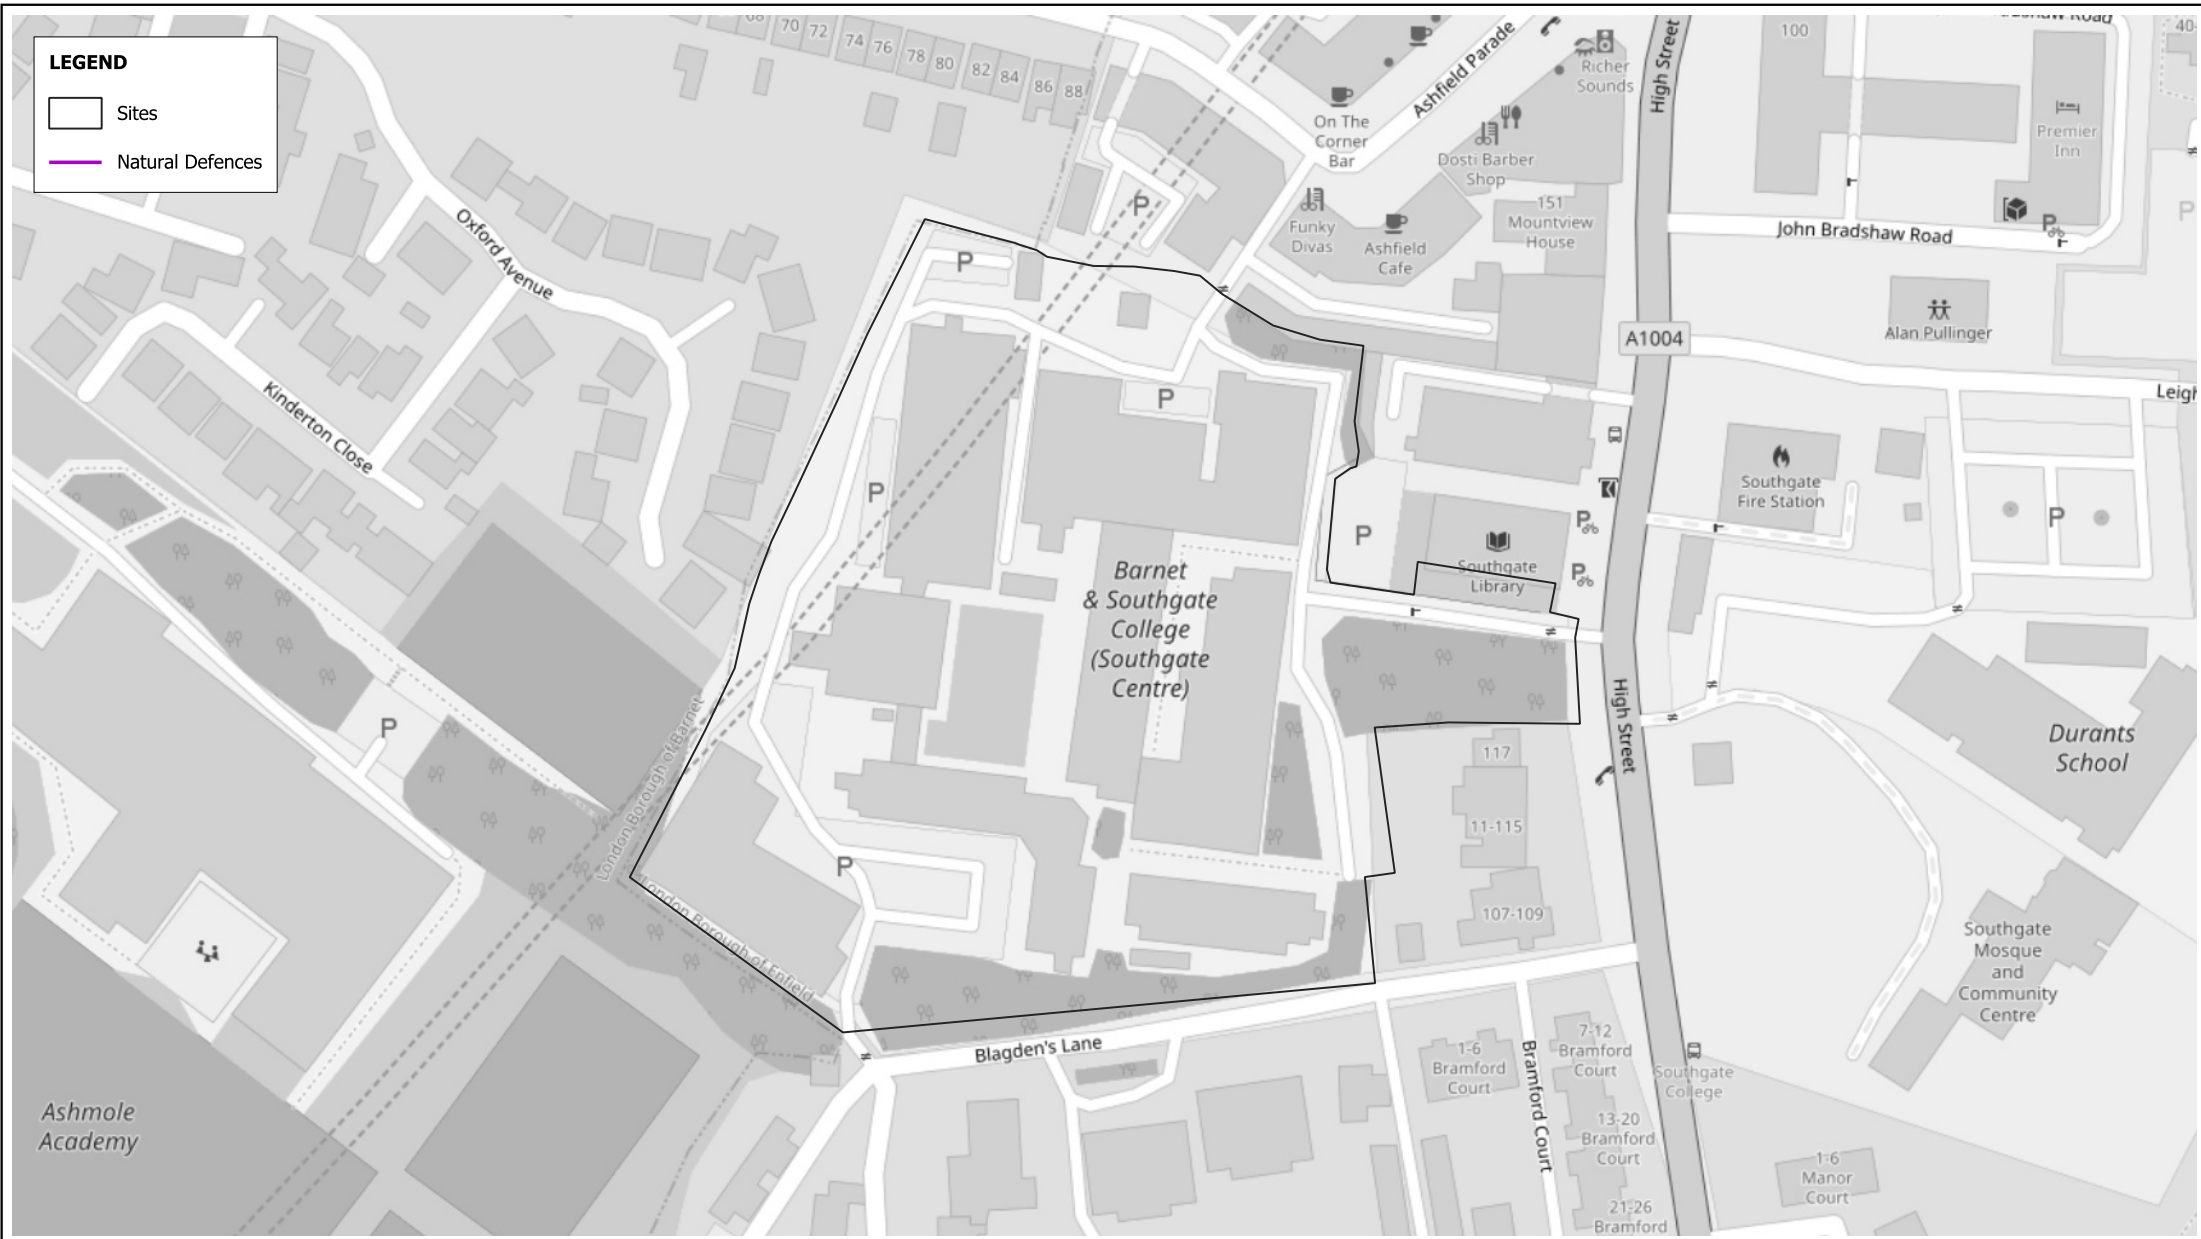 LEGEND
Sites
Natural Defences
68
70
72
74
76
78
80
82
84
86
88
P
Ashfield Parade
On The
Corner
Bar
Richer
Sounds
Dosti Barber
Shop
Funky
Divas
Ashfield
Cafe
151
Mountview
House
High Street
100
Premier
Inn
P
P
John Bradshaw Road
A1004
Alan Pullinger
Oxford Avenue
Kinderton Close
P
P
P
P
Southgate
Library
P
P
Southgate
Fire Station
P
Barnet
& Southgate
College
(Southgate
Centre)
P
P
London Borough of Barnet
London Borough of Enfield
117
11-115
107-109
High Street
Durants
School
Southgate
Mosque
and
Community
Centre
Blagden's Lane
Ashmole
Academy
1-6
Bramford
Court
7-12
Bramford
Court
Bramford Court
13-20
Bramford
Court
21-26
Bramford
Southgate
College
1-6
Manor
Court